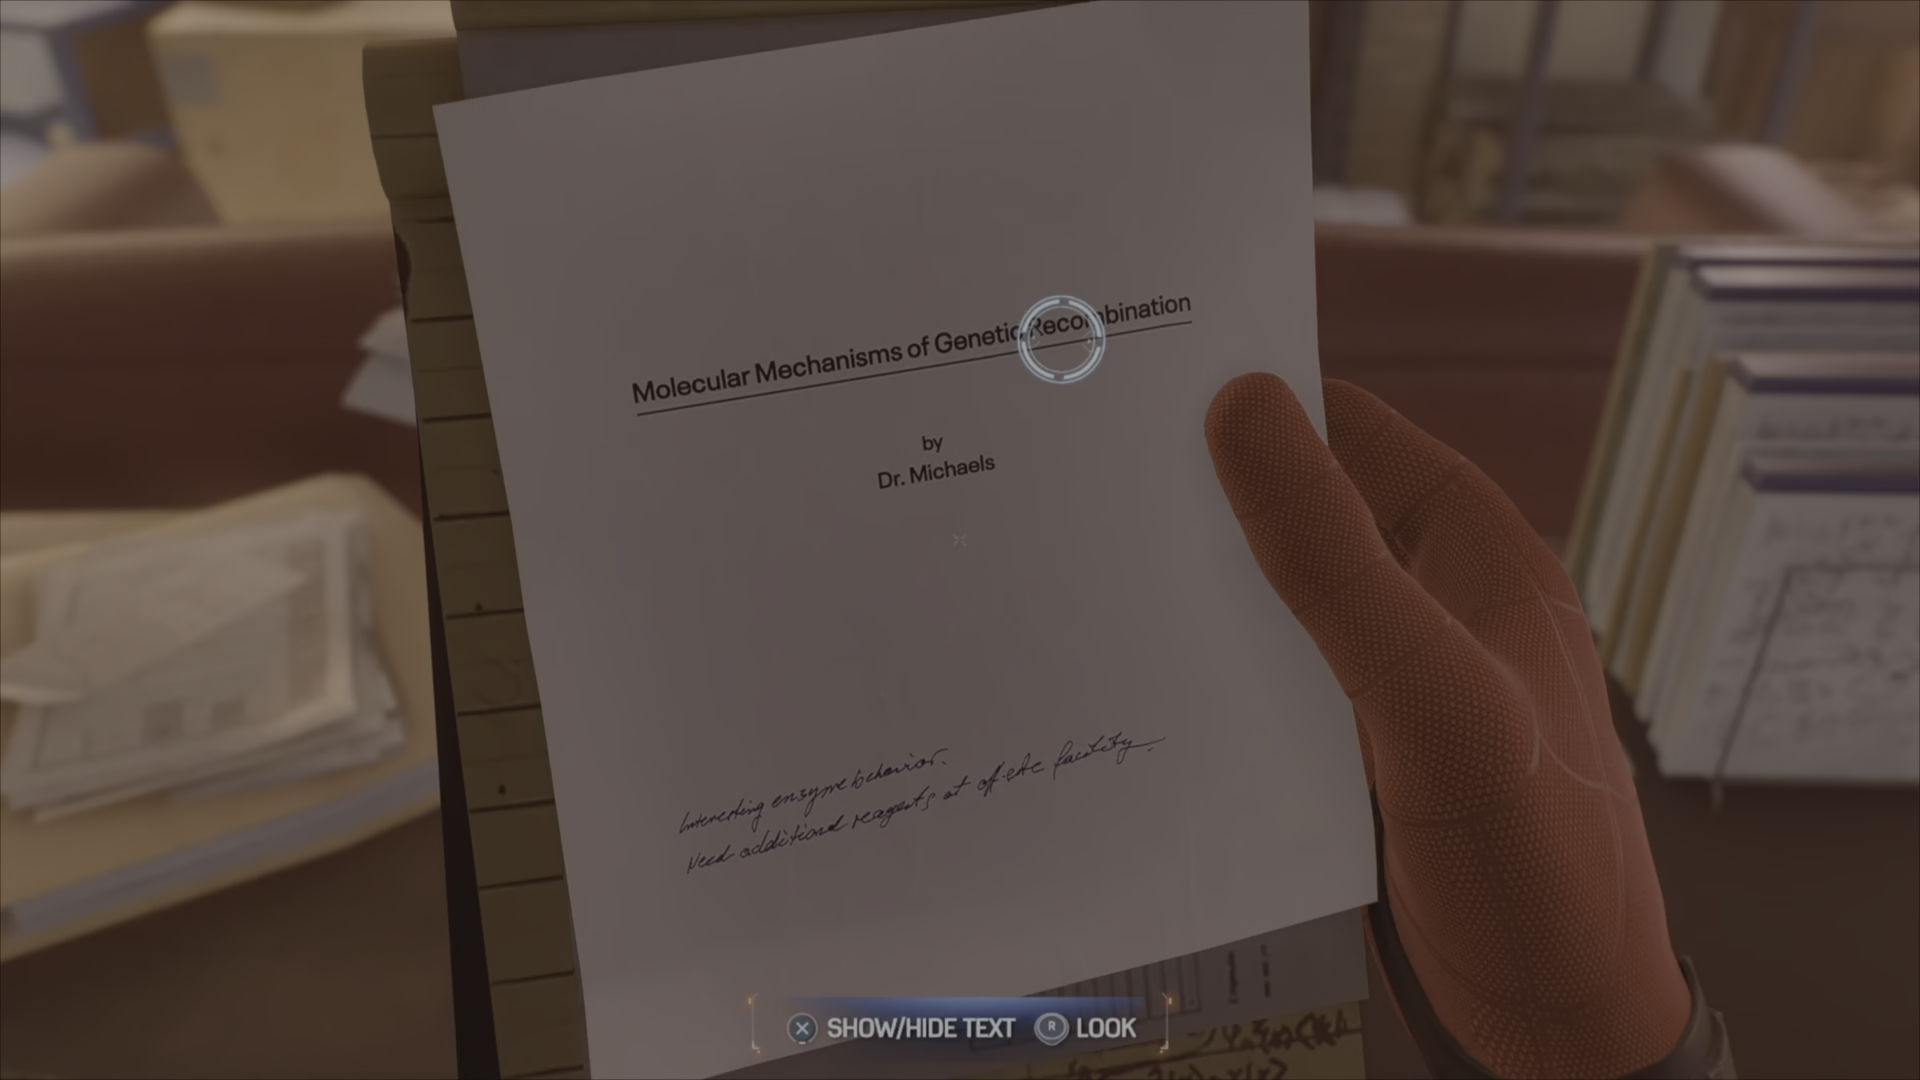 Molecular Mechanisms of Genetic Recombination
by
Dr. Michaels
Interesting enzyme behavior.
Need additional reagents at off-site facility.
SHOW/HIDE TEXT R LOOK